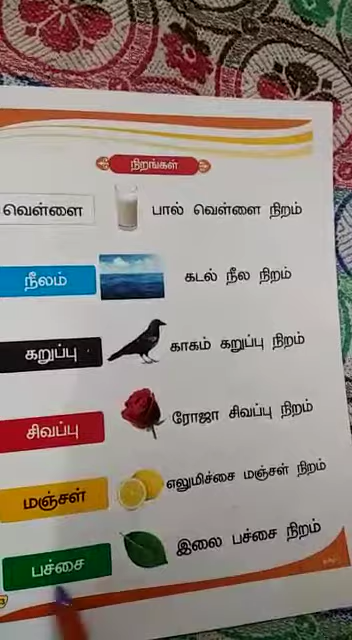 நிறங்கள்
வெள்ளை பால் வெள்ளை நிறம்
நீலம் கடல் நீல நிறம்
கறுப்பு காகம் கறுப்பு நிறம்
சிவப்பு ரோஜா சிவப்பு நிறம்
மஞ்சள் எலுமிச்சை மஞ்சள் நிறம்
பச்சை இலை பச்சை நிறம்